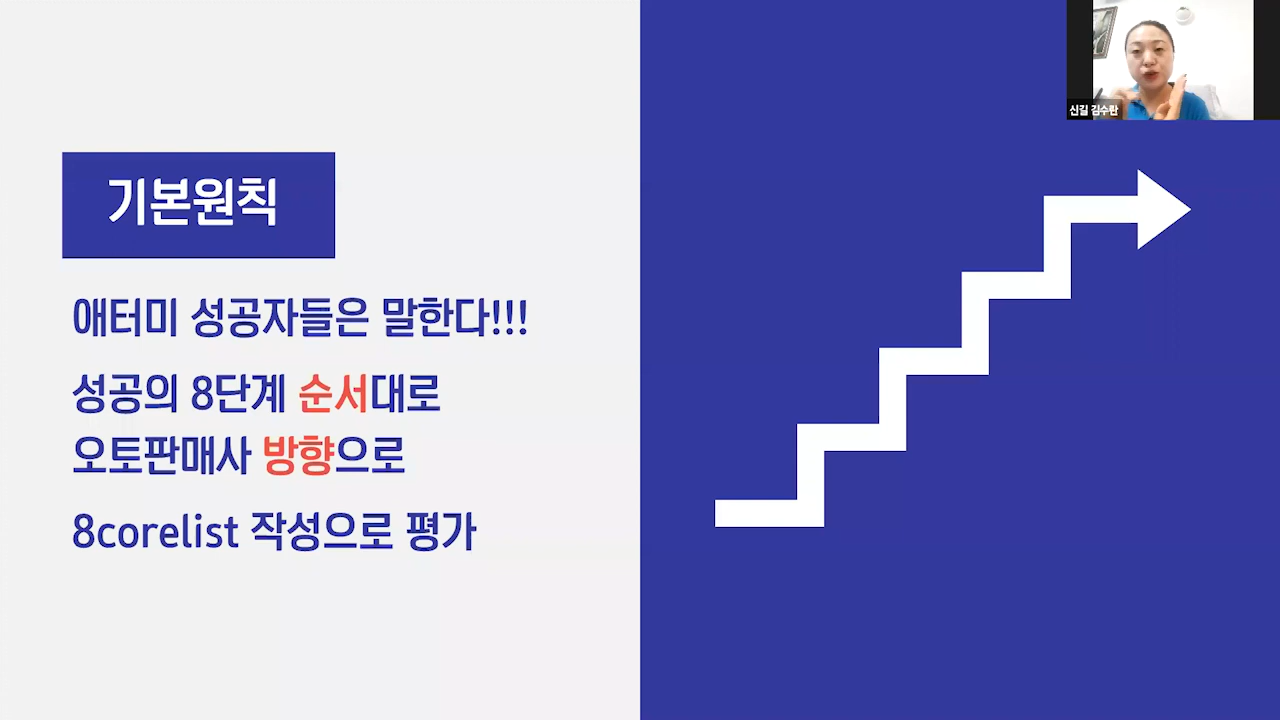 신길 김수란
기본원칙
애터미 성공자들은 말한다!!!
성공의 8단계 순서대로
오토판매사 방향으로
8corelist 작성으로 평가